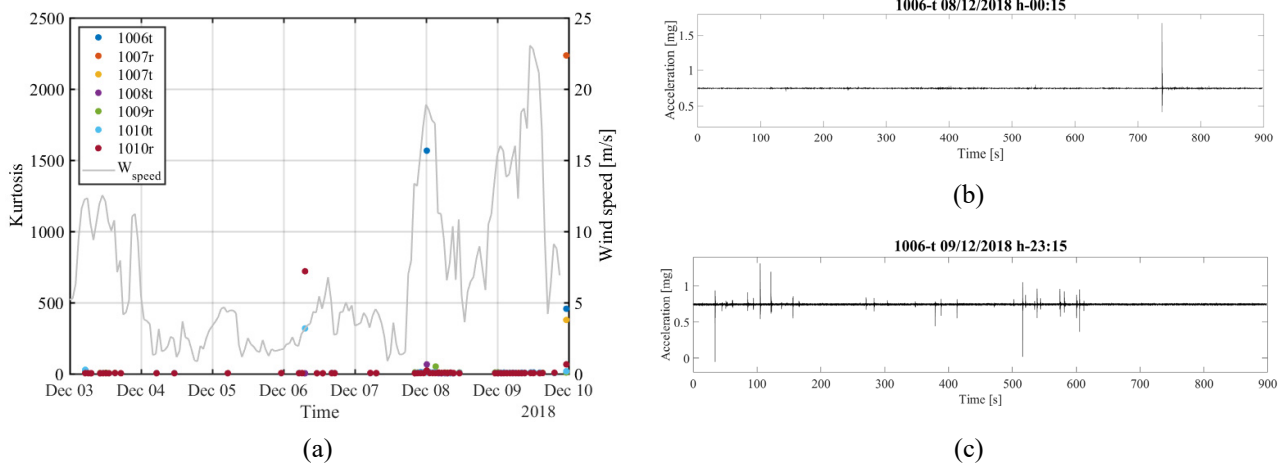 2500
2000
1500
1000
500
0
Kurtosis
1006t
1007r
1007t
1008t
1009r
1010t
1010r
W_speed
25
20
15
10
5
0
Wind speed [m/s]
Dec 03 Dec 04 Dec 05 Dec 06 Dec 07 Dec 08 Dec 09 Dec 10
Time
2018
(a)
1006-t 08/12/2018 h-00:15
Acceleration [mg]
1.5
1
0.5
0 100 200 300 400 500 600 700 800 900
Time [s]
(b)
1006-t 09/12/2018 h-23:15
Acceleration [mg]
1
0.5
0
0 100 200 300 400 500 600 700 800 900
Time [s]
(c)